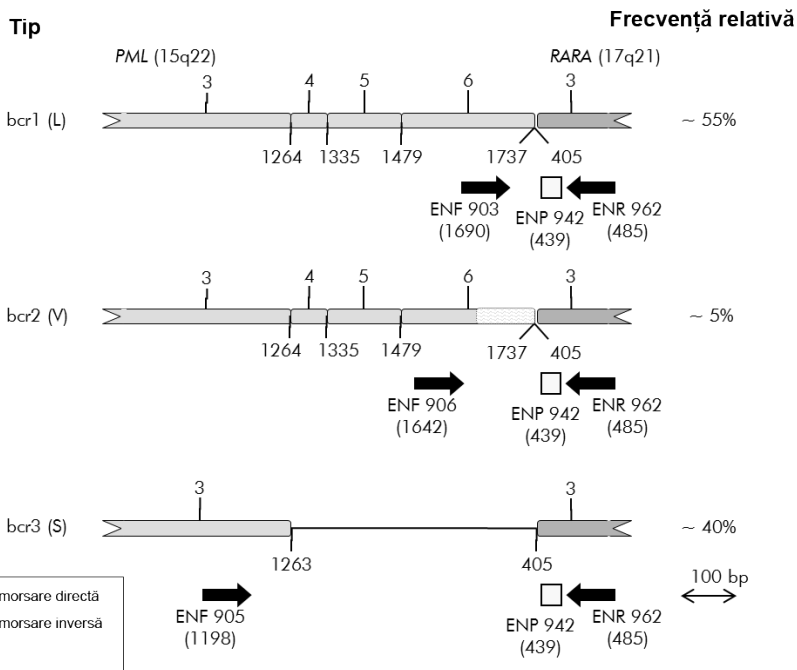 Tip
Frecvență relativă
PML (15q22)
RARA (17q21)
3 4 5 6 3
bcr1 (L)
~ 55%
1264 1335 1479 1737 405
ENF 903 ENP 942 ENR 962
(1690) (439) (485)
3 4 5 6 3
bcr2 (V)
~ 5%
1264 1335 1479 1737 405
ENF 906 ENP 942 ENR 962
(1642) (439) (485)
3 3
bcr3 (S)
~ 40%
1263 405
100 bp
morsare directă
morsare inversă
ENF 905 ENP 942 ENR 962
(1198) (439) (485)